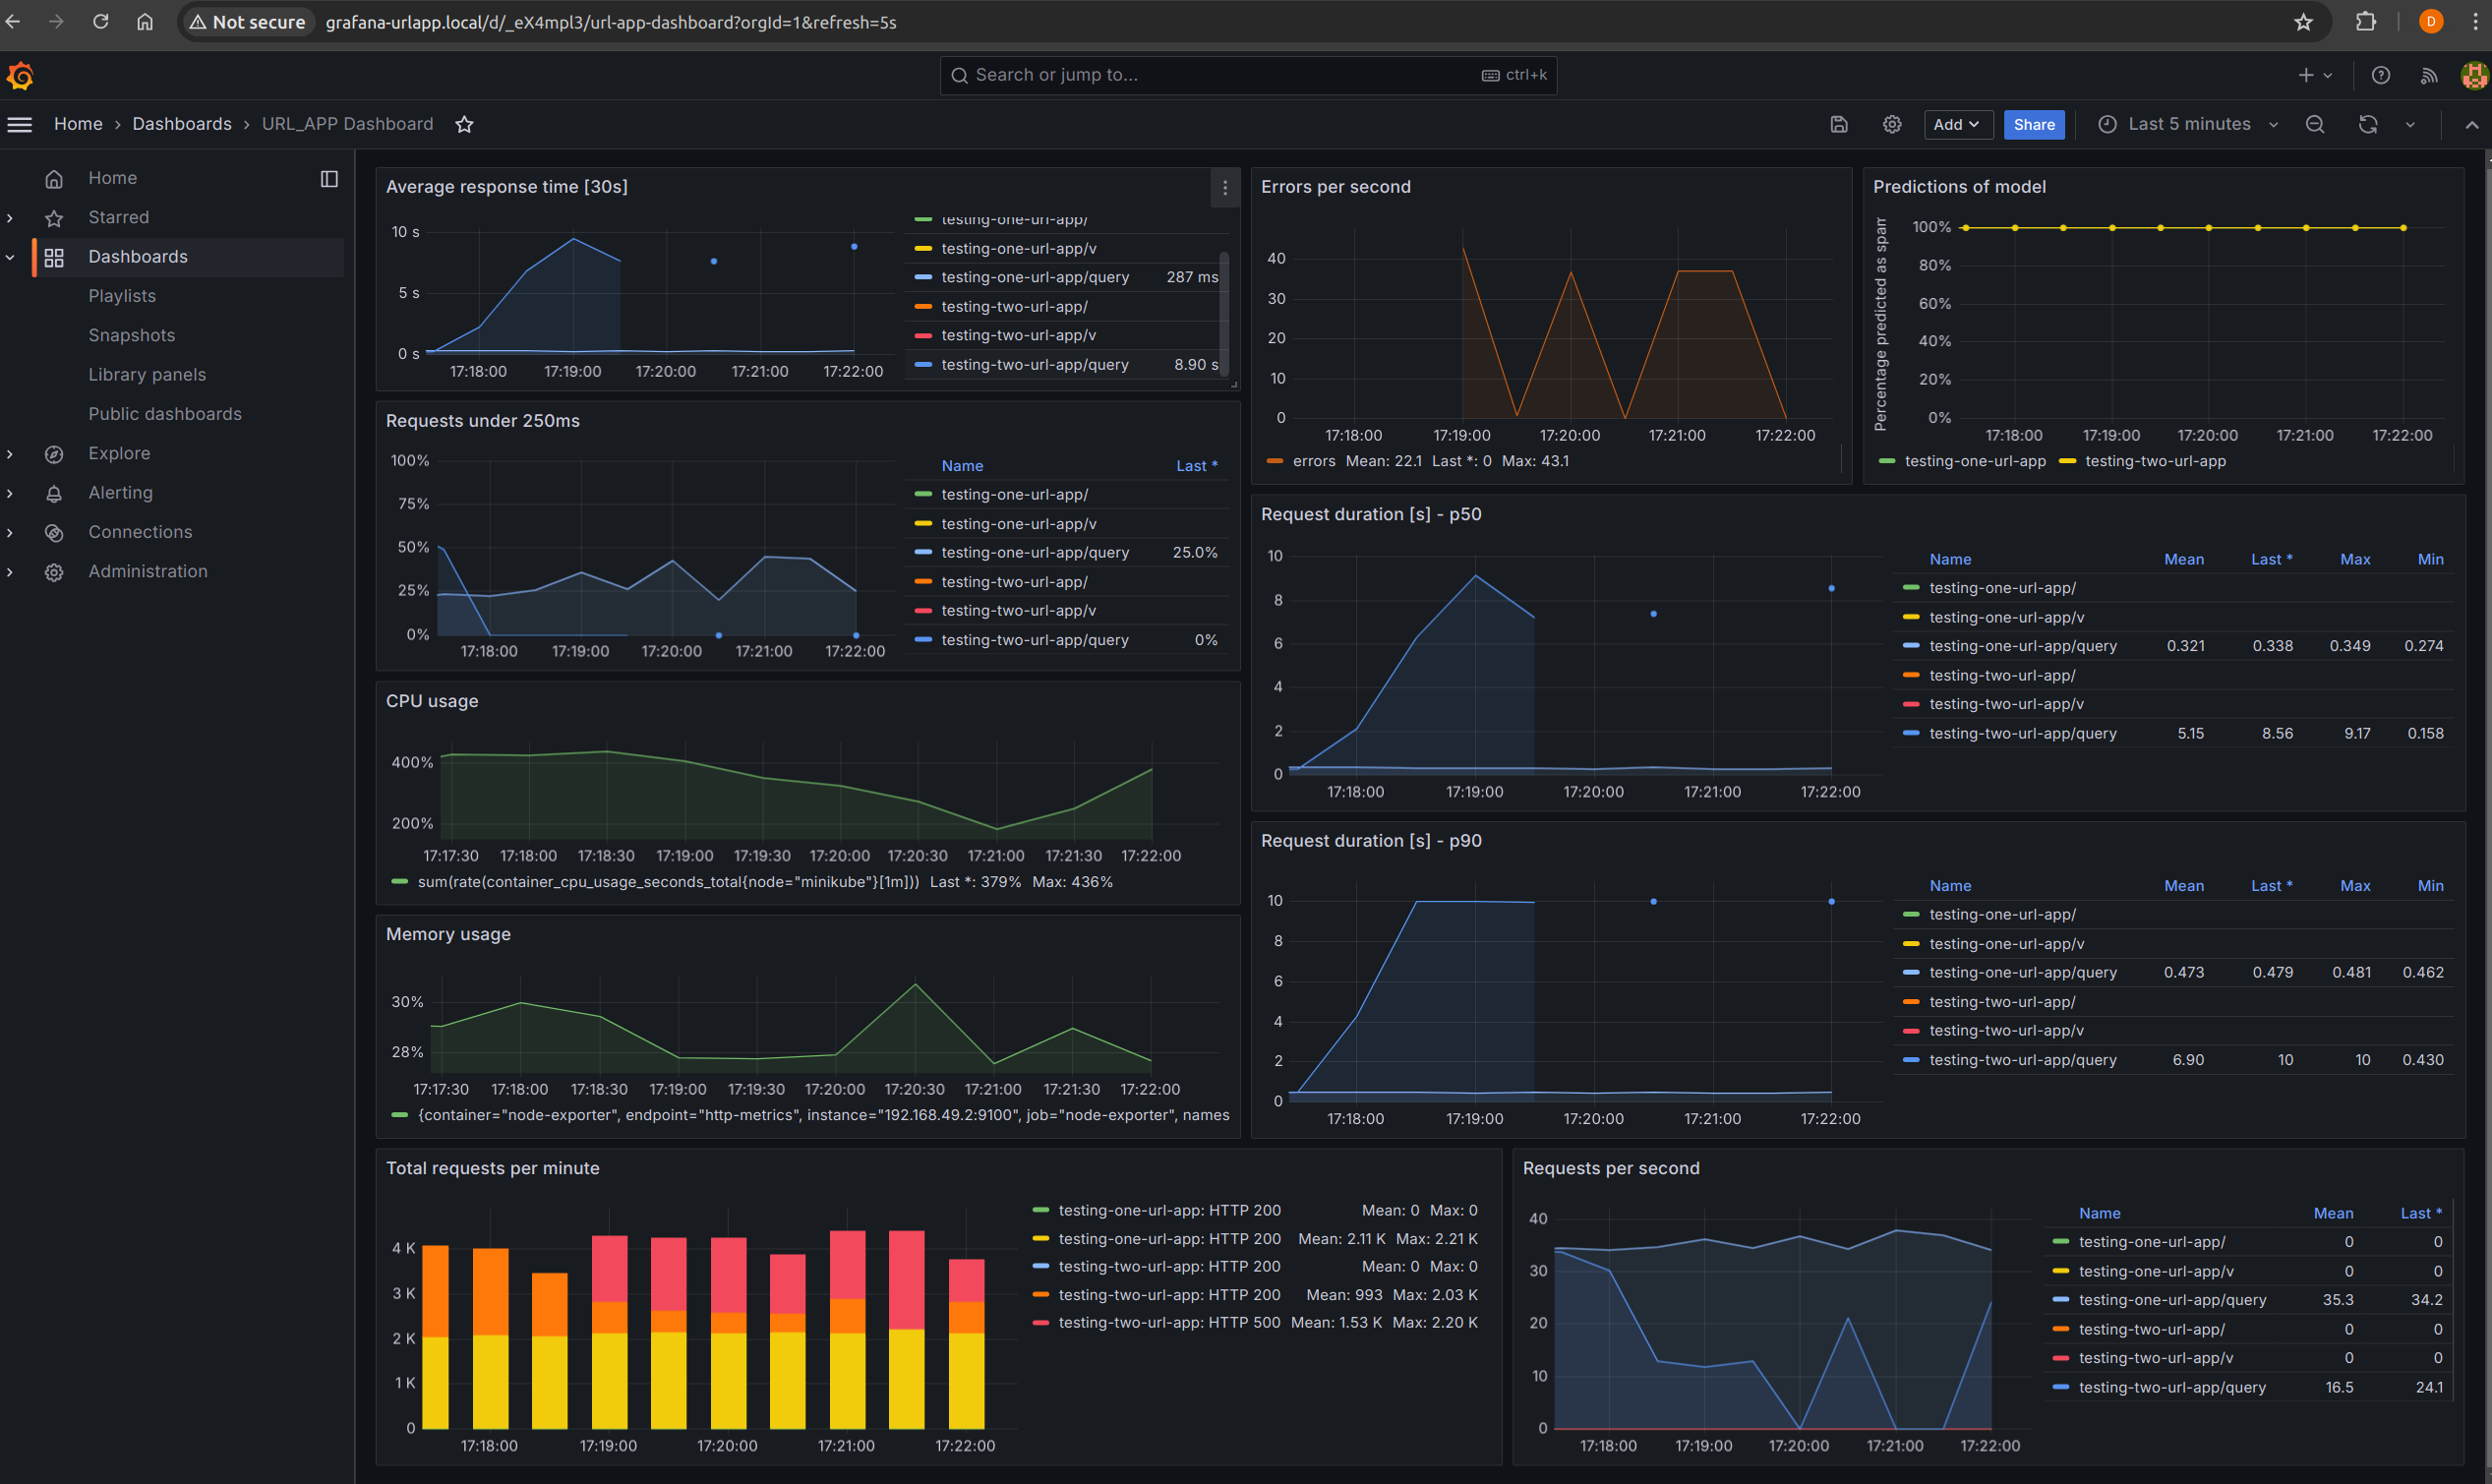 Not secure grafana-urlapp.local/d/_eX4mpl3/url-app-dashboard?orgId=1&refresh=5s D
Search or jump to... ctrl+k
Home › Dashboards › URL_APP Dashboard Add Share Last 5 minutes
Home
Starred
Dashboards
Playlists
Snapshots
Library panels
Public dashboards
Explore
Alerting
Connections
Administration
Average response time [30s]
10 s
5 s
0 s
17:18:00 17:19:00 17:20:00 17:21:00 17:22:00
testing-one-url-app/
testing-one-url-app/v
testing-one-url-app/query 287 ms
testing-two-url-app/
testing-two-url-app/v
testing-two-url-app/query 8.90 s
Errors per second
40
30
20
10
0
17:18:00 17:19:00 17:20:00 17:21:00 17:22:00
errors Mean: 22.1 Last *: 0 Max: 43.1
Predictions of model
Percentage predicted as spam
100%
80%
60%
40%
20%
0%
17:18:00 17:19:00 17:20:00 17:21:00 17:22:00
testing-one-url-app testing-two-url-app
Requests under 250ms
100%
75%
50%
25%
0%
17:18:00 17:19:00 17:20:00 17:21:00 17:22:00
Name Last *
testing-one-url-app/
testing-one-url-app/v
testing-one-url-app/query 25.0%
testing-two-url-app/
testing-two-url-app/v
testing-two-url-app/query 0%
Request duration [s] - p50
10
8
6
4
2
0
17:18:00 17:19:00 17:20:00 17:21:00 17:22:00
Name Mean Last * Max Min
testing-one-url-app/
testing-one-url-app/v
testing-one-url-app/query 0.321 0.338 0.349 0.274
testing-two-url-app/
testing-two-url-app/v
testing-two-url-app/query 5.15 8.56 9.17 0.158
CPU usage
400%
200%
17:17:30 17:18:00 17:18:30 17:19:00 17:19:30 17:20:00 17:20:30 17:21:00 17:21:30 17:22:00
sum(rate(container_cpu_usage_seconds_total{node="minikube"}[1m])) Last *: 379% Max: 436%
Request duration [s] - p90
10
8
6
4
2
0
17:18:00 17:19:00 17:20:00 17:21:00 17:22:00
Name Mean Last * Max Min
testing-one-url-app/
testing-one-url-app/v
testing-one-url-app/query 0.473 0.479 0.481 0.462
testing-two-url-app/
testing-two-url-app/v
testing-two-url-app/query 6.90 10 10 0.430
Memory usage
30%
28%
17:17:30 17:18:00 17:18:30 17:19:00 17:19:30 17:20:00 17:20:30 17:21:00 17:21:30 17:22:00
{container="node-exporter", endpoint="http-metrics", instance="192.168.49.2:9100", job="node-exporter", names
Total requests per minute
4 K
3 K
2 K
1 K
0
17:18:00 17:19:00 17:20:00 17:21:00 17:22:00
testing-one-url-app: HTTP 200 Mean: 0 Max: 0
testing-one-url-app: HTTP 200 Mean: 2.11 K Max: 2.21 K
testing-two-url-app: HTTP 200 Mean: 0 Max: 0
testing-two-url-app: HTTP 200 Mean: 993 Max: 2.03 K
testing-two-url-app: HTTP 500 Mean: 1.53 K Max: 2.20 K
Requests per second
40
30
20
10
0
17:18:00 17:19:00 17:20:00 17:21:00 17:22:00
Name Mean Last *
testing-one-url-app/ 0 0
testing-one-url-app/v 0 0
testing-one-url-app/query 35.3 34.2
testing-two-url-app/ 0 0
testing-two-url-app/v 0 0
testing-two-url-app/query 16.5 24.1